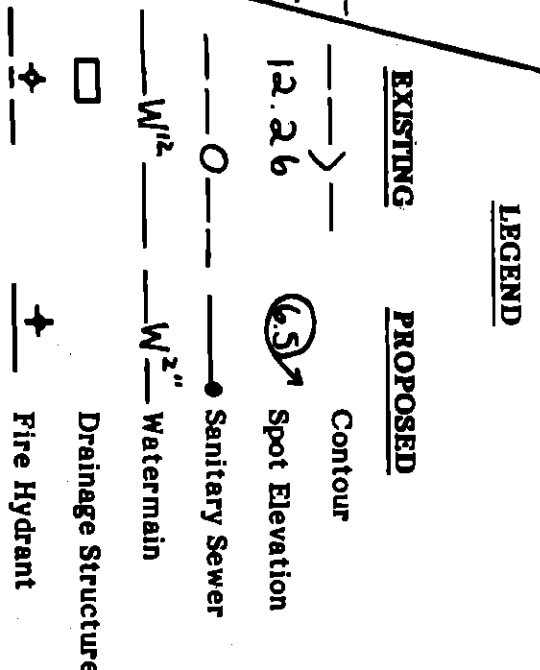 LEGEND
EXISTING PROPOSED
Contour
12.26 6.5 Spot Elevation
Sanitary Sewer
W12 W2" Watermain
Drainage Structure
Fire Hydrant